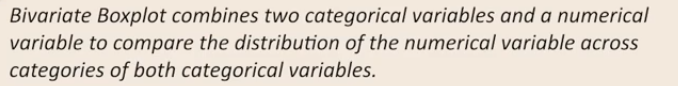 Bivariate Boxplot combines two categorical variables and a numerical
variable to compare the distribution of the numerical variable across
categories of both categorical variables.